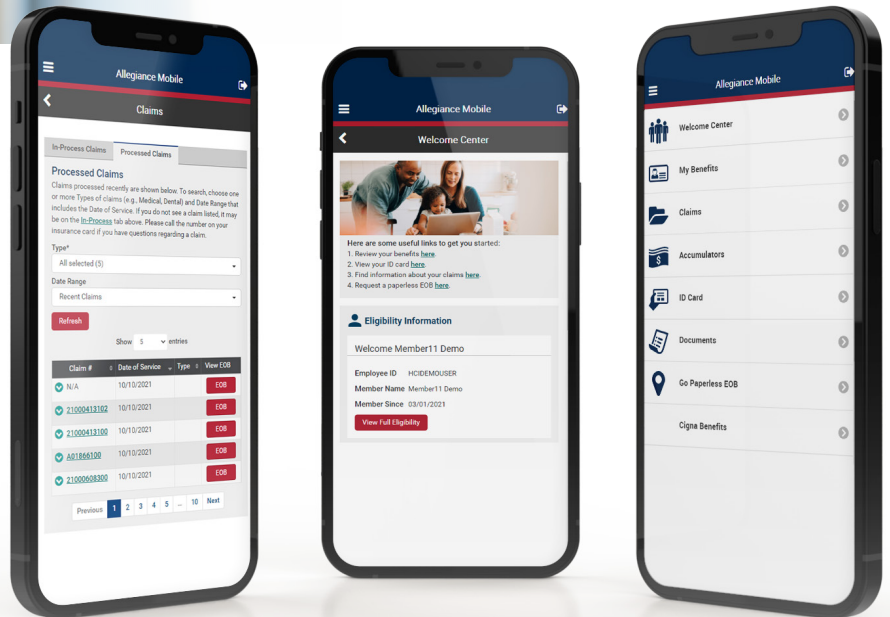 Allegiance Mobile
Claims
In-Process Claims
Processed Claims
Processed Claims
Claims processed recently are shown below. To search, choose one
or more Types of claims (e.g., Medical, Dental) and Date Range that
includes the Date of Service. If you do not see a claim listed, it may
be on the In-Process tab above. Please call the number on your
insurance card if you have questions regarding a claim.
Type*
All selected (5)
Date Range
Recent Claims
Refresh
Show 5 entries
Claim # Date of Service Type View EOB
N/A 10/10/2021 EOB
21000413102 10/10/2021 EOB
21000413100 10/10/2021 EOB
A01866100 10/10/2021 EOB
21000608300 10/10/2021 EOB
Previous 1 2 3 4 5 … 10 Next
Allegiance Mobile
Welcome Center
Here are some useful links to get you started:
1. Review your benefits here.
2. View your ID card here.
3. Find information about your claims here.
4. Request a paperless EOB here.
Eligibility Information
Welcome Member11 Demo
Employee ID HCIDEMOUSER
Member Name Member11 Demo
Member Since 03/01/2021
View Full Eligibility
Allegiance Mobile
Welcome Center
My Benefits
Claims
$ Accumulators
ID Card
Documents
Go Paperless EOB
Cigna Benefits